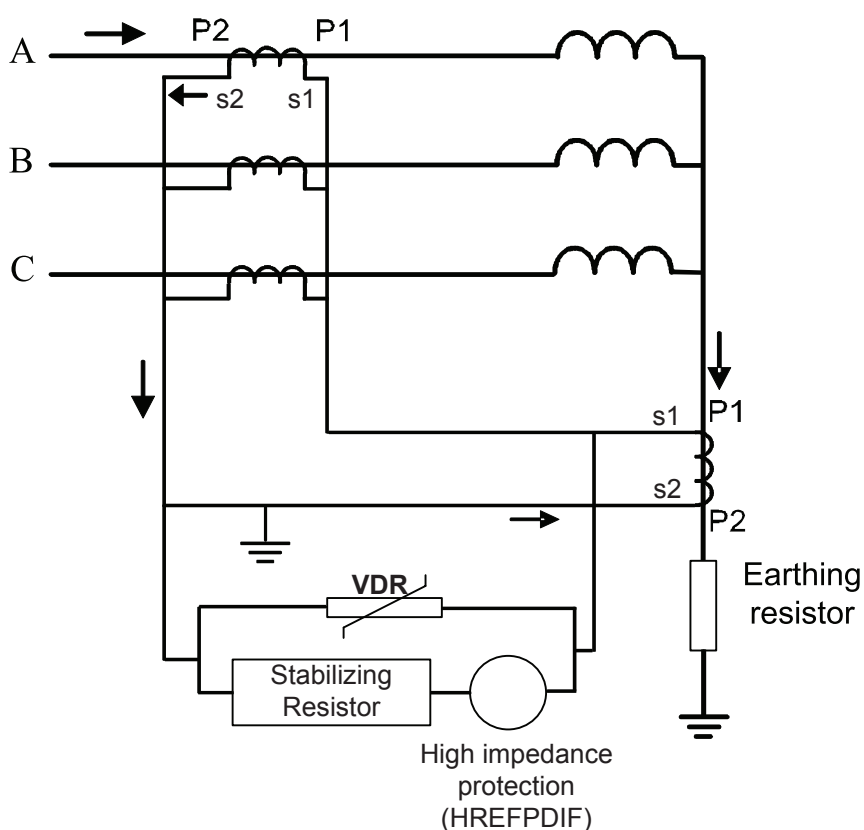 A
P2
P1
s2
s1
B
C
s1
P1
s2
P2
VDR
Earthing
resistor
Stabilizing
Resistor
High impedance
protection
(HREFPDIF)